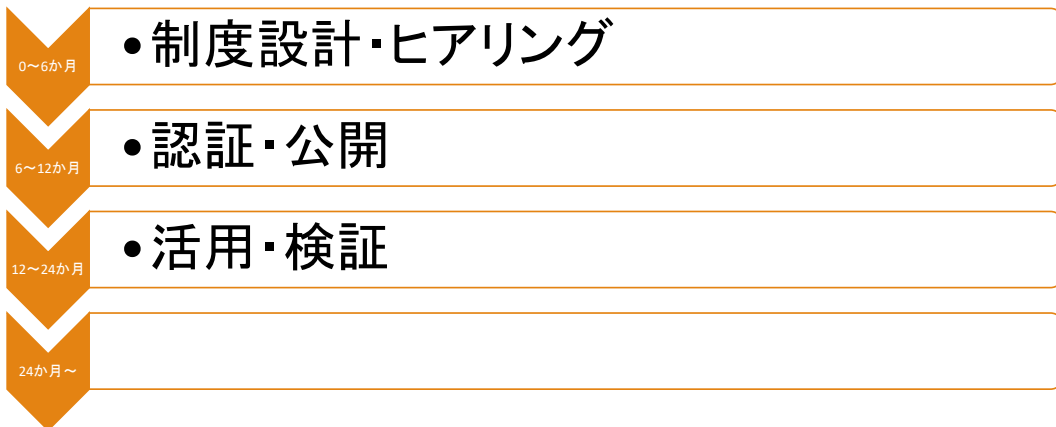 0～6か月
•制度設計・ヒアリング
6～12か月
•認証・公開
12～24か月
•活用・検証
24か月～